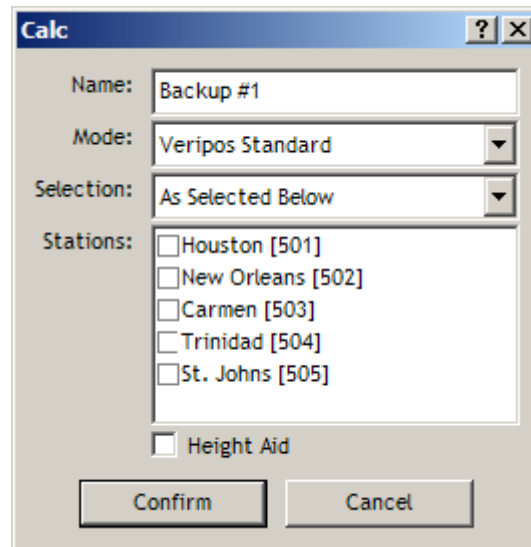 Calc
Name: Backup #1
Mode: Veripos Standard
Selection: As Selected Below
Stations:
Houston [501]
New Orleans [502]
Carmen [503]
Trinidad [504]
St. Johns [505]
Height Aid
Confirm Cancel